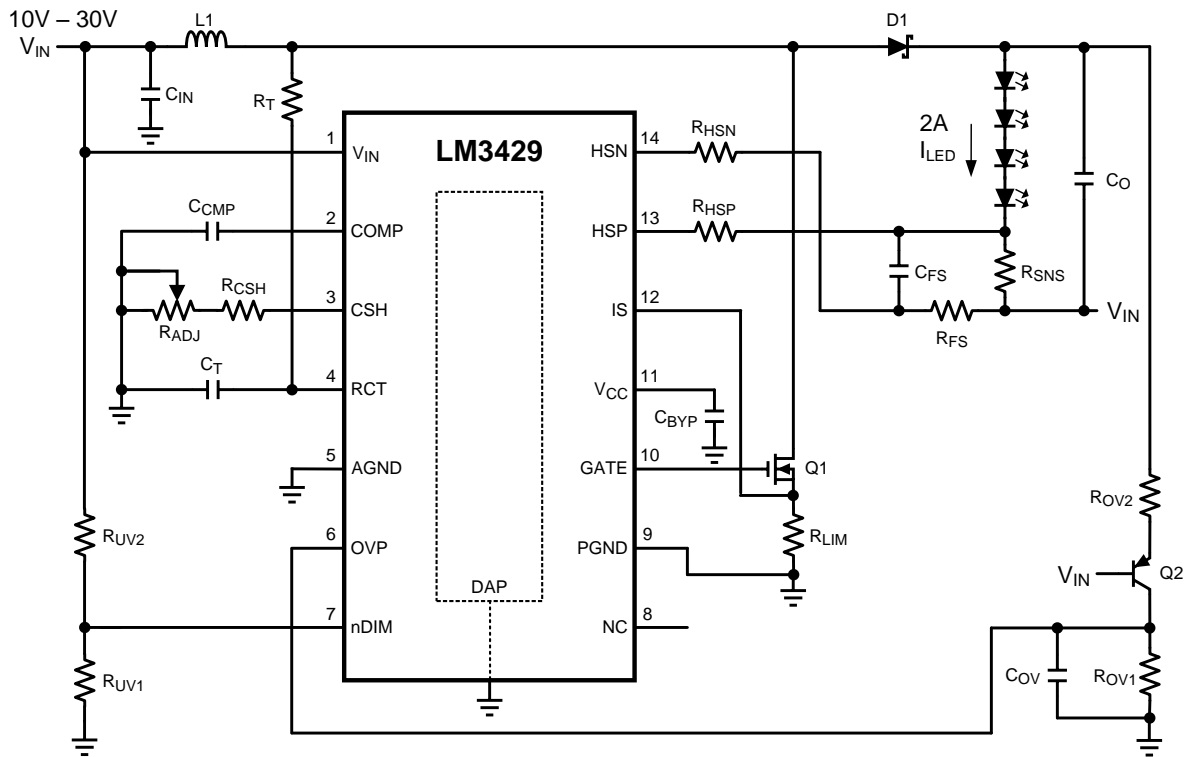 10V – 30V
VIN
L1
D1
CIN
RT
LM3429
1
VIN
14
HSN
RHSN
2A
ILED
CO
CCMP
2
COMP
13
HSP
RHSP
CFS
RSNS
RADJ
RCSH
3
CSH
12
IS
RFS
VIN
CT
4
RCT
11
VCC
CBYP
5
AGND
10
GATE
Q1
ROV2
RUV2
6
OVP
9
PGND
RLIM
DAP
VIN
Q2
7
nDIM
8
NC
RUV1
COV
ROV1